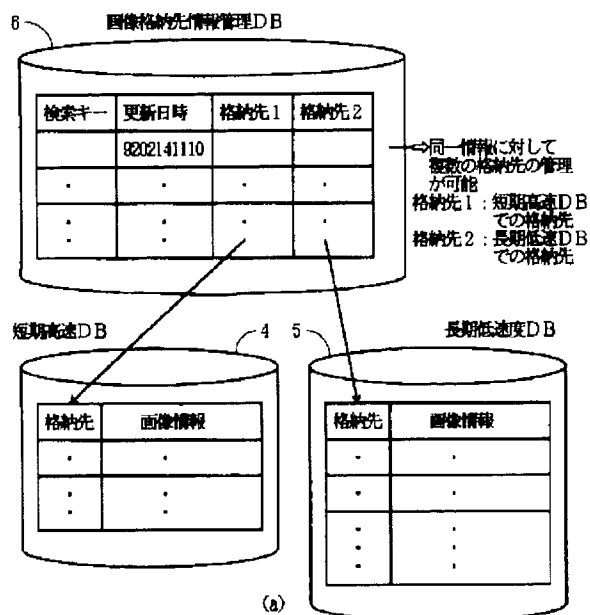 6
画像格納先情報管理DB
検索キー 更新日時 格納先1 格納先2
9202141110
同一情報に対して
複数の格納先の管理
が可能
格納先1:短期高速DB
での格納先
格納先2:長期低速DB
での格納先
短期高速DB
4
5
長期低速度DB
格納先 画像情報
格納先 画像情報
(a)